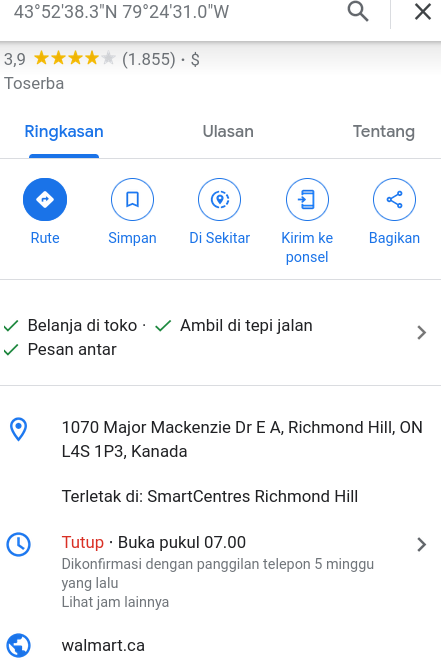 43°52'38.3"N 79°24'31.0"W
3,9 (1.855) · $
Toserba
Ringkasan Ulasan Tentang
Rute Simpan Di Sekitar Kirim ke ponsel Bagikan
Belanja di toko · Ambil di tepi jalan
Pesan antar
1070 Major Mackenzie Dr E A, Richmond Hill, ON
L4S 1P3, Kanada
Terletak di: SmartCentres Richmond Hill
Tutup · Buka pukul 07.00
Dikonfirmasi dengan panggilan telepon 5 minggu
yang lalu
Lihat jam lainnya
walmart.ca